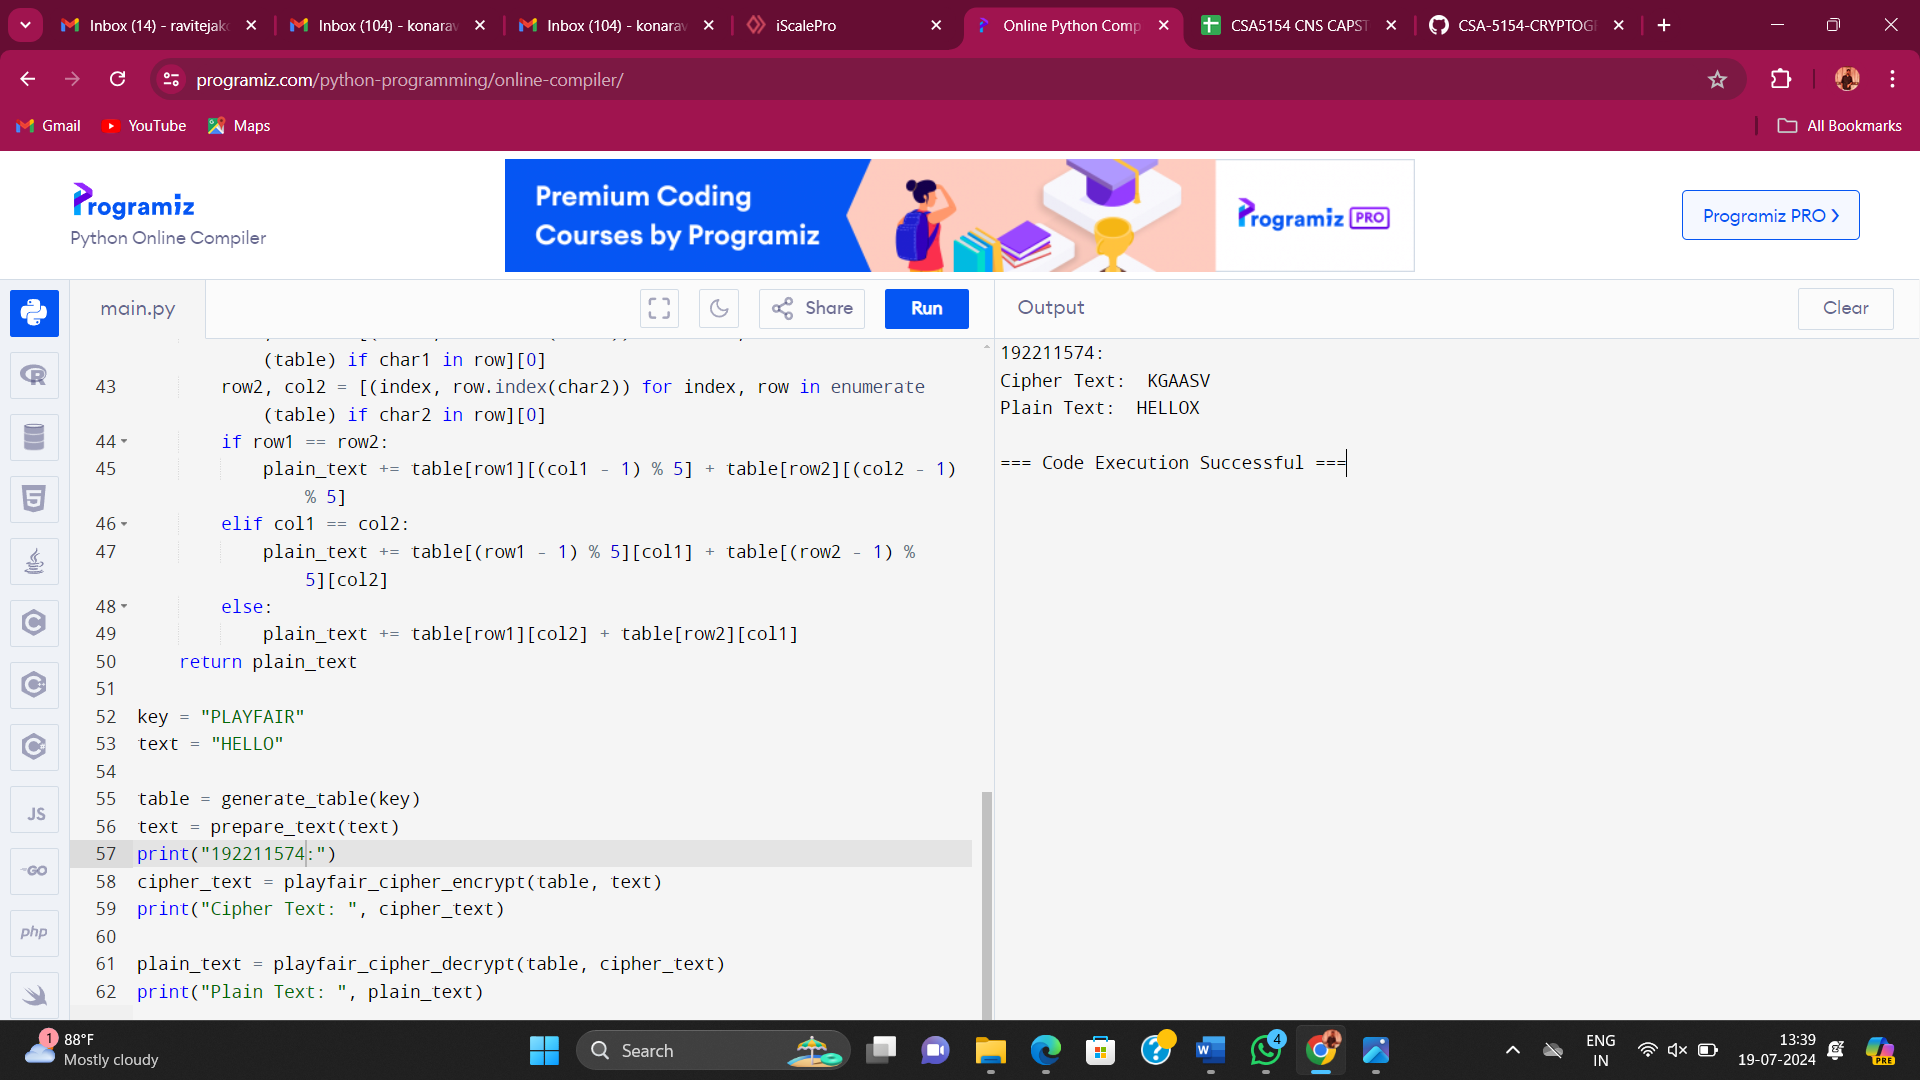 Inbox (14) - ravitejak
Inbox (104) - konarav
Inbox (104) - konarav
iScalePro
Online Python Comp
CSA5154 CNS CAPST
CSA-5154-CRYPTOG
programiz.com/python-programming/online-compiler/
Gmail
YouTube
Maps
All Bookmarks
Programiz
Python Online Compiler
Premium Coding
Courses by Programiz
Programiz PRO
Programiz PRO ❯
main.py
Share
Run
Output
Clear
(table) if char1 in row][0]
43 row2, col2 = [(index, row.index(char2)) for index, row in enumerate
(table) if char2 in row][0]
44 if row1 == row2:
45 plain_text += table[row1][(col1 - 1) % 5] + table[row2][(col2 - 1)
% 5]
46 elif col1 == col2:
47 plain_text += table[(row1 - 1) % 5][col1] + table[(row2 - 1) %
5][col2]
48 else:
49 plain_text += table[row1][col2] + table[row2][col1]
50 return plain_text
51
52 key = "PLAYFAIR"
53 text = "HELLO"
54
55 table = generate_table(key)
56 text = prepare_text(text)
57 print("192211574:")
58 cipher_text = playfair_cipher_encrypt(table, text)
59 print("Cipher Text: ", cipher_text)
60
61 plain_text = playfair_cipher_decrypt(table, cipher_text)
62 print("Plain Text: ", plain_text)
192211574:
Cipher Text:  KGAASV
Plain Text:  HELLOX
=== Code Execution Successful ===
JS
GO
php
1
88°F
Mostly cloudy
Search
4
ENG
IN
13:39
19-07-2024
PRE